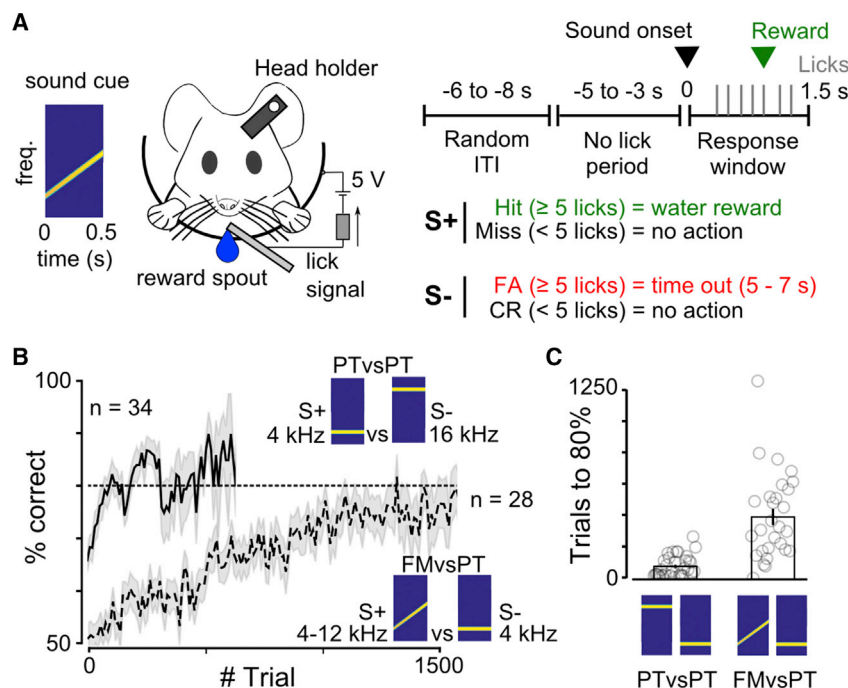 A
sound cue
freq.
0 0.5
time (s)
Head holder
5 V
reward spout
lick
signal
Sound onset
Reward
Licks
-6 to -8 s
-5 to -3 s
0
1.5 s
Random
ITI
No lick
period
Response
window
S+
Hit (≥ 5 licks) = water reward
Miss (< 5 licks) = no action
S-
FA (≥ 5 licks) = time out (5 - 7 s)
CR (< 5 licks) = no action
B
100
% correct
50
n = 34
PTvsPT
S+
4 kHz
vs
S-
16 kHz
n = 28
FMvsPT
S+
4-12 kHz
vs
S-
4 kHz
0
# Trial
1500
C
1250
Trials to 80%
0
PTvsPT
FMvsPT